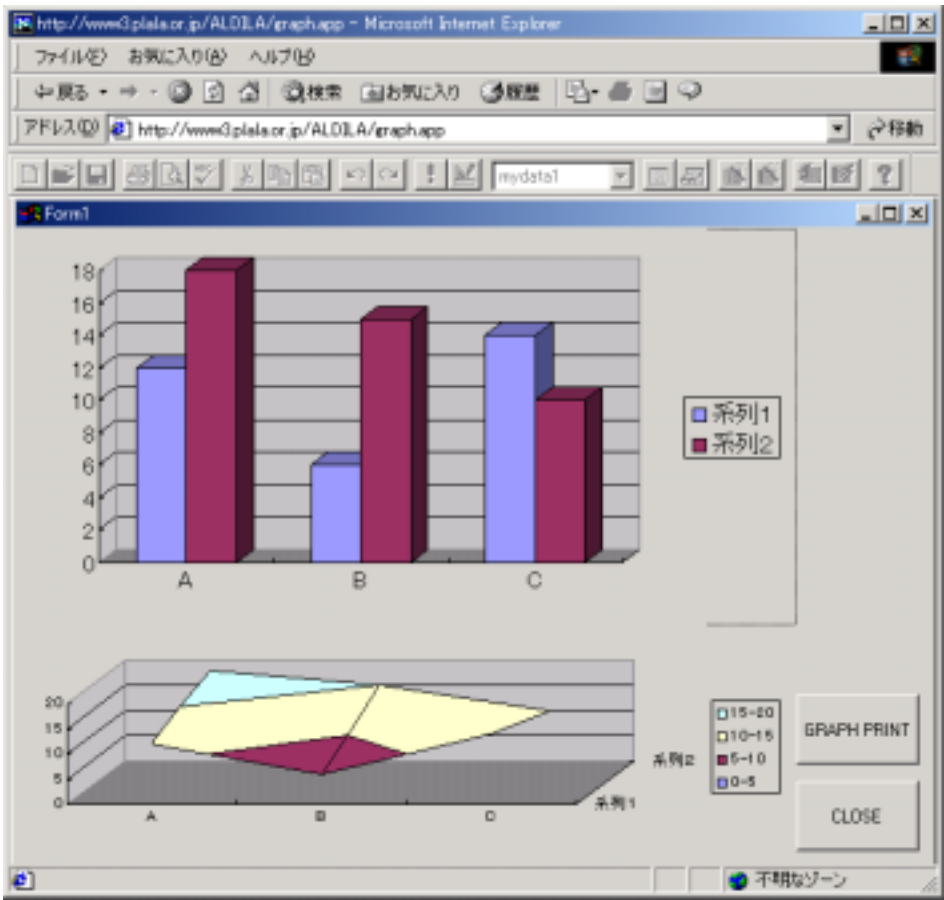 http://www3.plala.or.jp/ALDILA/graph.app - Microsoft Internet Explorer
ファイル(F) お気に入り(A) ヘルプ(H)
戻る 検索 お気に入り 履歴
アドレス(D) http://www3.plala.or.jp/ALDILA/graph.app 移動
mydata1
Form1
18
16
14
12
10
8
6
4
2
0
A B C
系列1
系列2
20
15
10
5
0
A B C
系列2
系列1
15-20
10-15
5-10
0-5
GRAPH PRINT
CLOSE
不明なゾーン